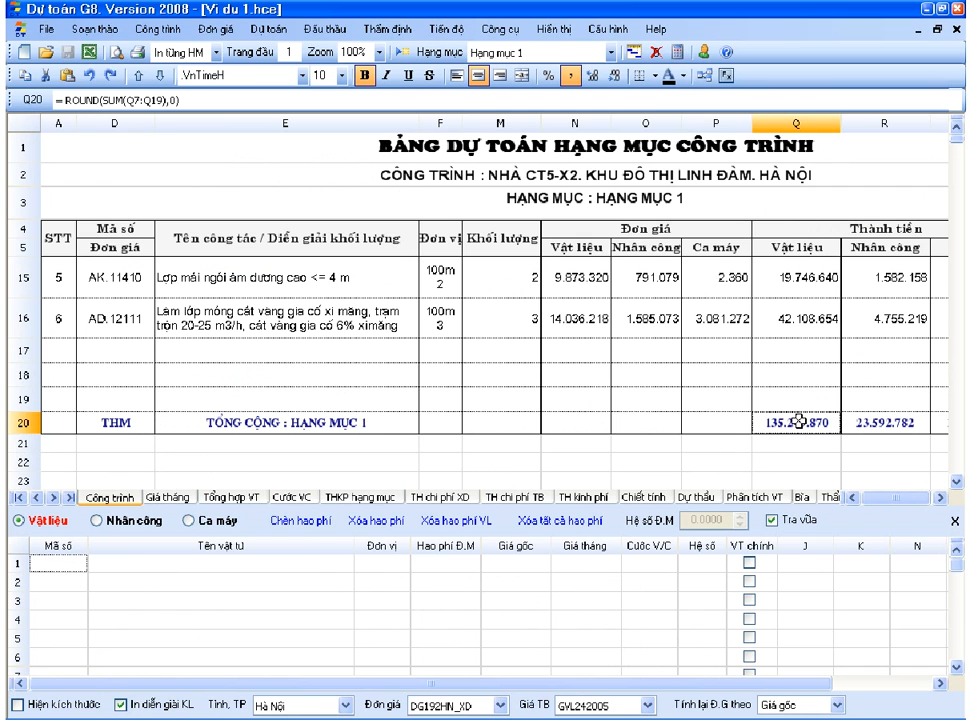 Dự toán G8. Version 2008 - [Vi du 1.hce]
File Soạn thảo Công trình Đơn giá Dự toán Đấu thầu Thẩm định Tiến độ Công cụ Hiển thị Cấu hình Help
In từng HM Trang đầu 1 Zoom 100% Hạng mục Hạng mục 1
.VnTimeH 10 B I U S % ,
Q20 = ROUND(SUM(Q7:Q19),0)
A D E F M N O P Q R
1 BẢNG DỰ TOÁN HẠNG MỤC CÔNG TRÌNH
2 CÔNG TRÌNH : NHÀ CT5-X2. KHU ĐÔ THỊ LINH ĐÀM. HÀ NỘI
3 HẠNG MỤC : HẠNG MỤC 1
4 STT Mã số Tên công tác / Diễn giải khối lượng Đơn vị Khối lượng Đơn giá Thành tiền
5 Đơn giá Vật liệu Nhân công Ca máy Vật liệu Nhân công
15 5 AK.11410 Lợp mái ngói âm dương cao <= 4 m 100m 2 2 9.873.320 791.079 2.360 19.746.640 1.582.158
16 6 AD.12111 Làm lớp móng cát vàng gia cố xi măng, trạm 100m 3 3 14.036.218 1.585.073 3.081.272 42.108.654 4.755.219
trộn 20-25 m3/h, cát vàng gia cố 6% ximăng
17
18
19
20 THM TỔNG CỘNG : HẠNG MỤC 1 23.592.782
21
22
23
Công trình Giá tháng Tổng hợp VT Cước VC THKP hạng mục TH chi phí XD TH chi phí TB TH kinh phí Chiết tính Dự thầu Phân tích VT Bìa Thẩ
Vật liệu Nhân công Ca máy Chèn hao phí Xóa hao phí Xóa hao phí VL Xóa tất cả hao phí Hệ số Đ.M 0.0000 Tra vữa X
Mã số Tên vật tư Đơn vị Hao phí Đ.M Giá gốc Giá tháng Cước V/C Hệ số VT chính J K N
1
2
3
4
5
6
Hiện kích thước In diễn giải KL Tỉnh, TP Hà Nội Đơn giá DG192HN_XD Giá TB GVL242005 Tính lại Đ.G theo Giá gốc